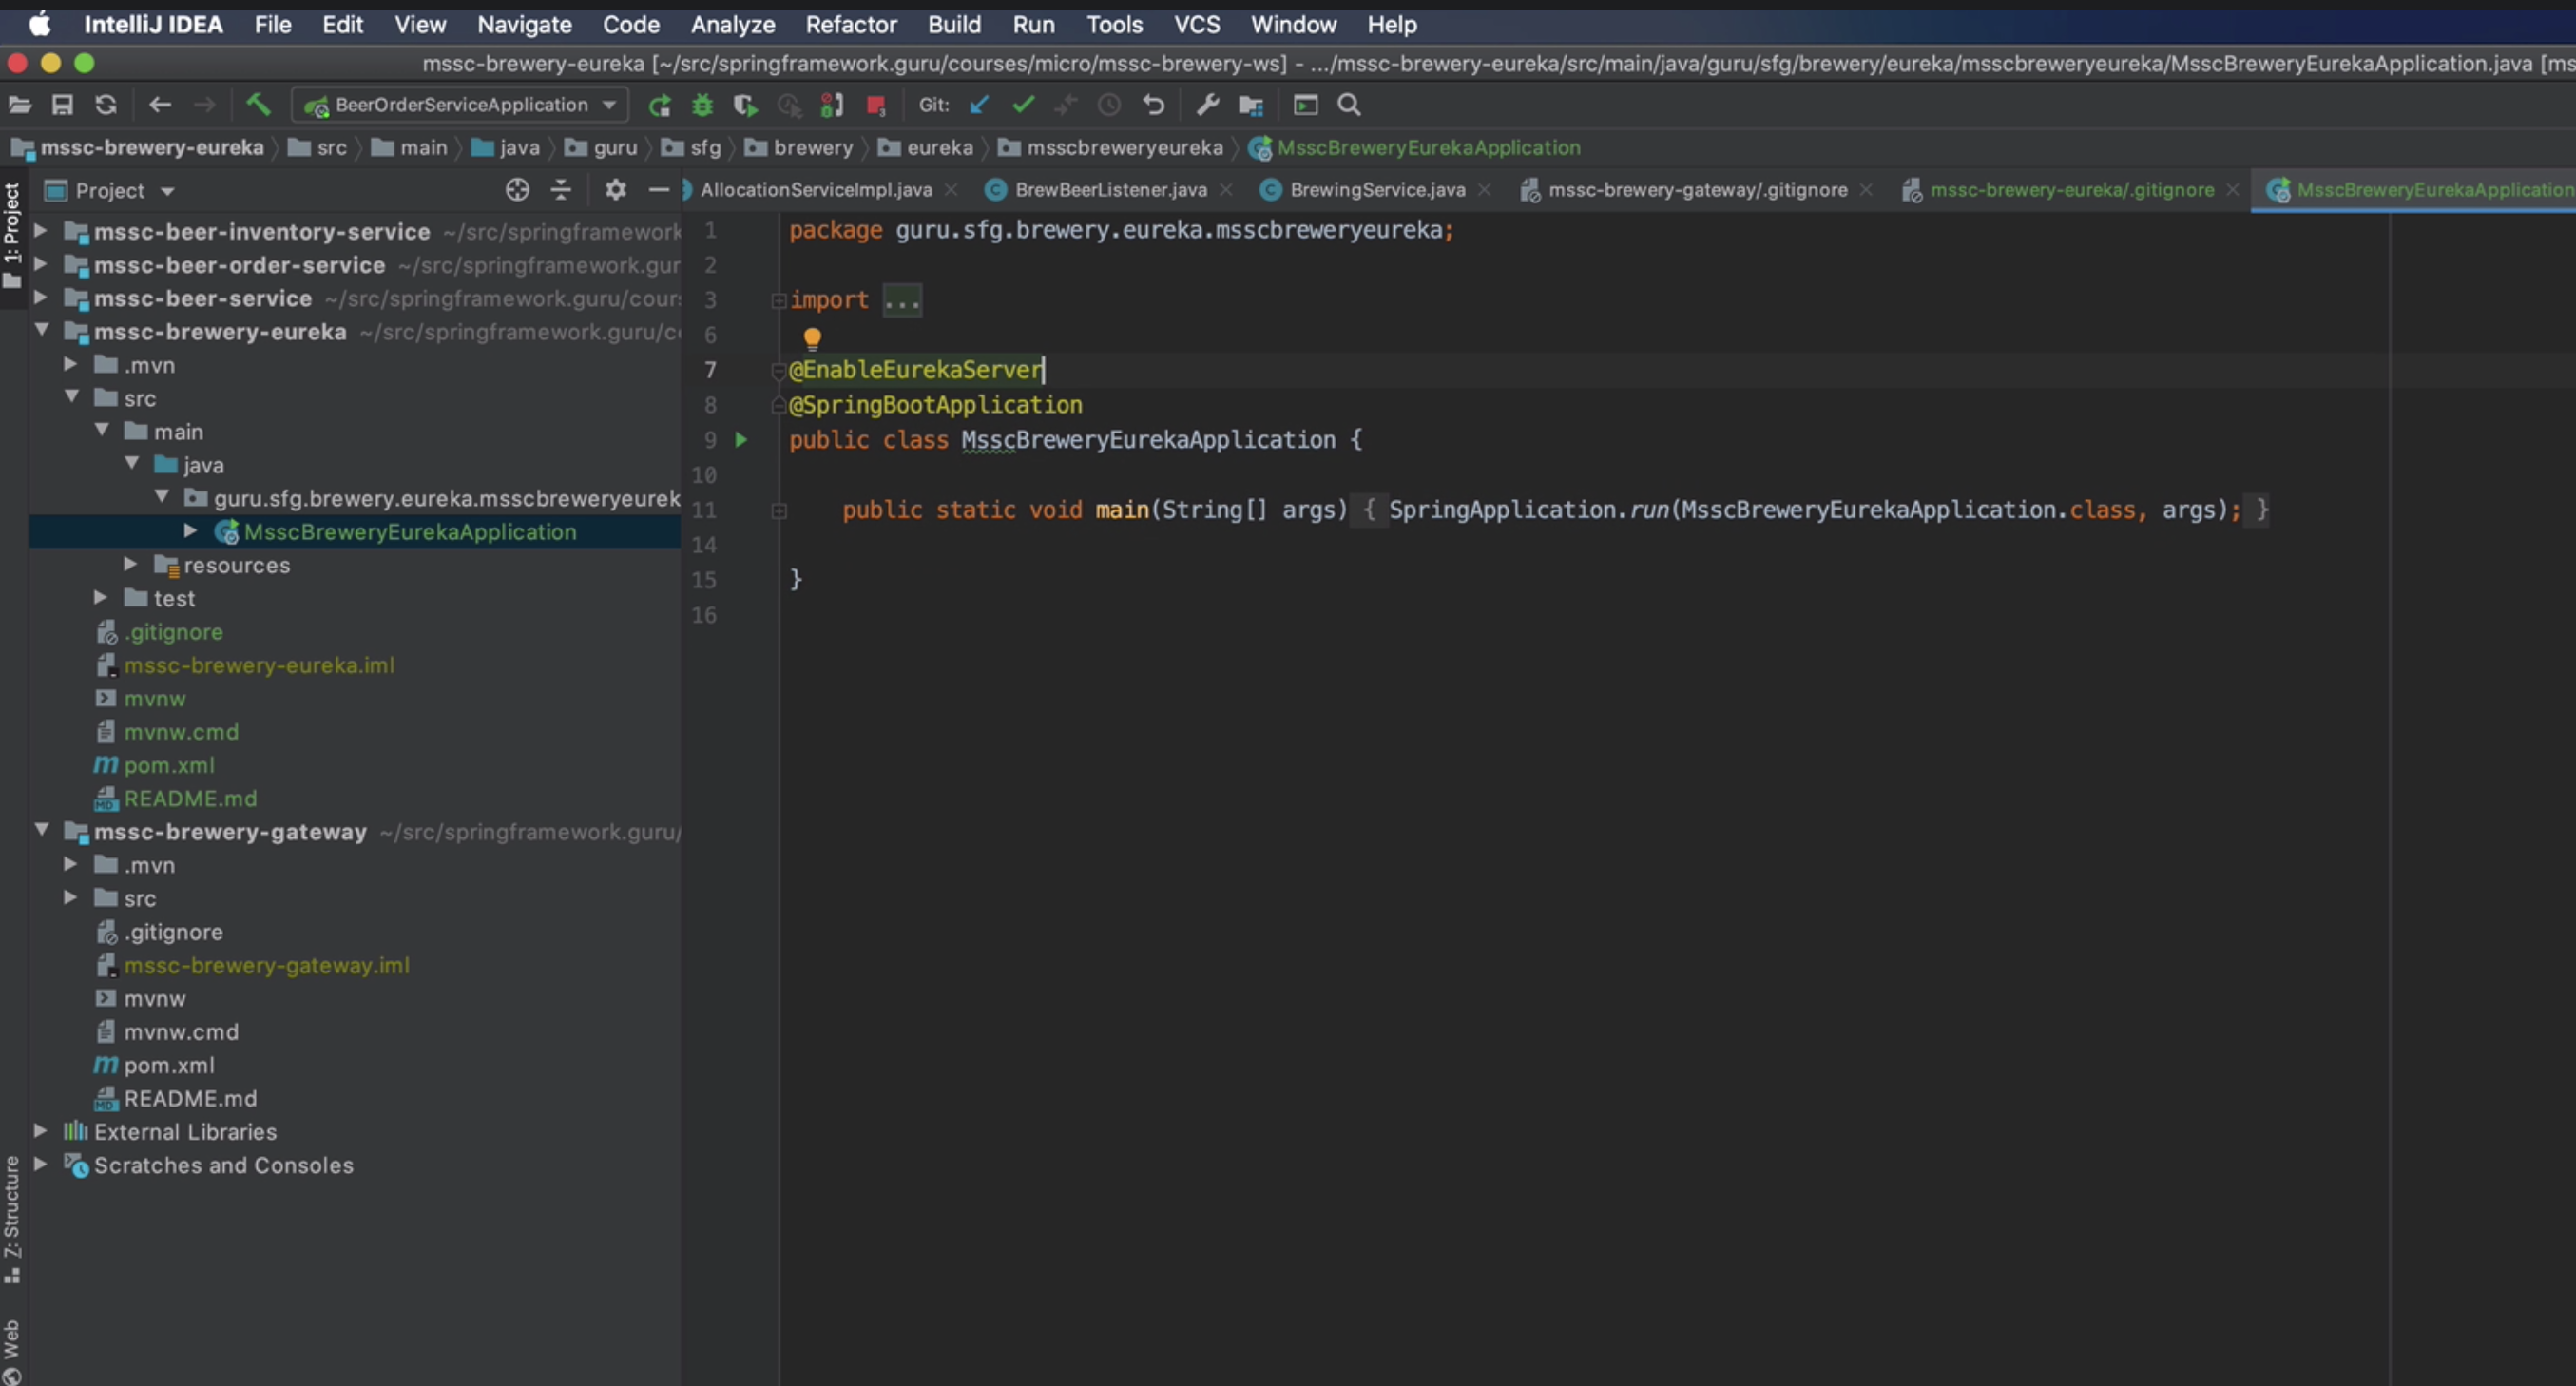 IntelliJ IDEA File Edit View Navigate Code Analyze Refactor Build Run Tools VCS Window Help
mssc-brewery-eureka [~/src/springframework.guru/courses/micro/mssc-brewery-ws] - .../mssc-brewery-eureka/src/main/java/guru/sfg/brewery/eureka/msscbreweryeureka/MsscBreweryEurekaApplication.java [ms
BeerOrderServiceApplication Git:
mssc-brewery-eureka src main java guru sfg brewery eureka msscbreweryeureka MsscBreweryEurekaApplication
Project AllocationServiceImpl.java BrewBeerListener.java BrewingService.java mssc-brewery-gateway/.gitignore mssc-brewery-eureka/.gitignore MsscBreweryEurekaApplication
1: Project
mssc-beer-inventory-service ~/src/springframework
mssc-beer-order-service ~/src/springframework.gur
mssc-beer-service ~/src/springframework.guru/cour
mssc-brewery-eureka ~/src/springframework.guru/c
.mvn
src
main
java
guru.sfg.brewery.eureka.msscbreweryeurek
MsscBreweryEurekaApplication
resources
test
.gitignore
mssc-brewery-eureka.iml
mvnw
mvnw.cmd
pom.xml
README.md
mssc-brewery-gateway ~/src/springframework.guru/
.mvn
src
.gitignore
mssc-brewery-gateway.iml
mvnw
mvnw.cmd
pom.xml
README.md
External Libraries
Scratches and Consoles
Z: Structure
Web
1 package guru.sfg.brewery.eureka.msscbreweryeureka;
2
3 import ...
6
7 @EnableEurekaServer
8 @SpringBootApplication
9 public class MsscBreweryEurekaApplication {
10
11 public static void main(String[] args) { SpringApplication.run(MsscBreweryEurekaApplication.class, args); }
14
15 }
16